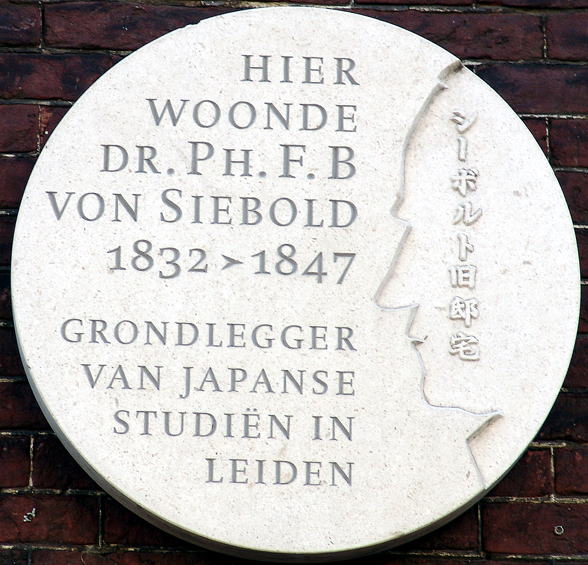 HIER
WOONDE
DR. PH. F. B
VON SIEBOLD
1832 ➤ 1847
GRONDLEGGER
VAN JAPANSE
STUDIËN IN
LEIDEN
シーボルト旧邸宅